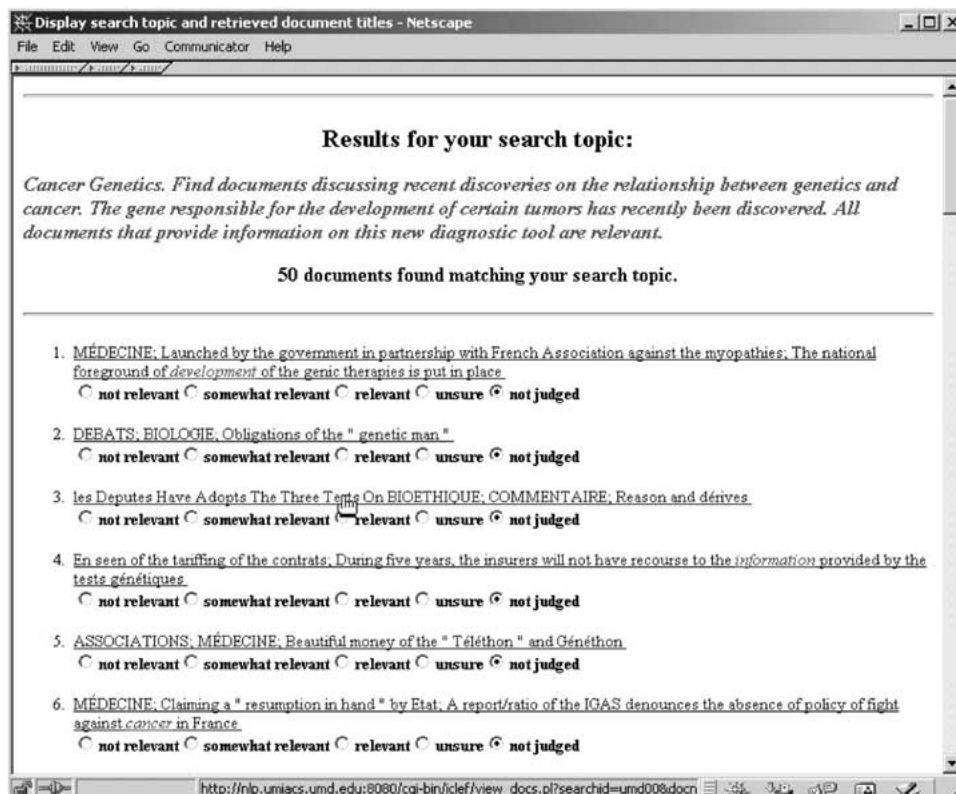 Display search topic and retrieved document titles - Netscape
File Edit View Go Communicator Help
Results for your search topic:
Cancer Genetics. Find documents discussing recent discoveries on the relationship between genetics and
cancer. The gene responsible for the development of certain tumors has recently been discovered. All
documents that provide information on this new diagnostic tool are relevant.
50 documents found matching your search topic.
1. MÉDECINE; Launched by the government in partnership with French Association against the myopathies; The national
foreground of development of the genic therapies is put in place
not relevant somewhat relevant relevant unsure not judged
2. DEBATS; BIOLOGIE; Obligations of the " genetic man "
not relevant somewhat relevant relevant unsure not judged
3. les Deputes Have Adopts The Three Texts On BIOETHIQUE; COMMENTAIRE; Reason and dérives
not relevant somewhat relevant relevant unsure not judged
4. En seen of the tariffing of the contrats; During five years, the insurers will not have recourse to the information provided by the
tests génétiques
not relevant somewhat relevant relevant unsure not judged
5. ASSOCIATIONS; MÉDECINE; Beautiful money of the " Téléthon " and Généthon
not relevant somewhat relevant relevant unsure not judged
6. MÉDECINE; Claiming a " resumption in hand " by Etat; A report/ratio of the IGAS denounces the absence of policy of fight
against cancer in France
not relevant somewhat relevant relevant unsure not judged
http://nlp.umiacs.umd.edu:8080/cgi-bin/iclef/view_docs.pl?searchid=umd00&docn